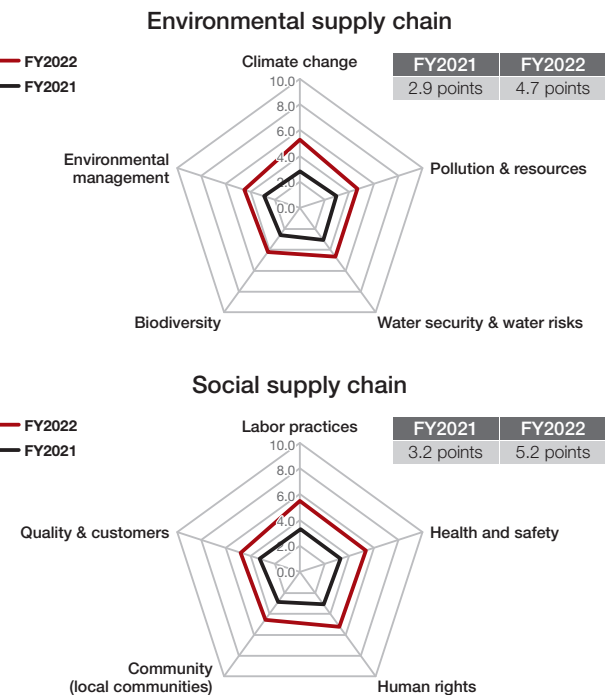 Environmental supply chain
FY2022
FY2021
Climate change
FY2021 FY2022
2.9 points 4.7 points
10.0
8.0
6.0
4.0
2.0
0.0
Environmental
management
Pollution & resources
Biodiversity
Water security & water risks
Social supply chain
FY2022
FY2021
Labor practices
FY2021 FY2022
3.2 points 5.2 points
10.0
8.0
6.0
4.0
2.0
0.0
Quality & customers
Health and safety
Community
(local communities)
Human rights